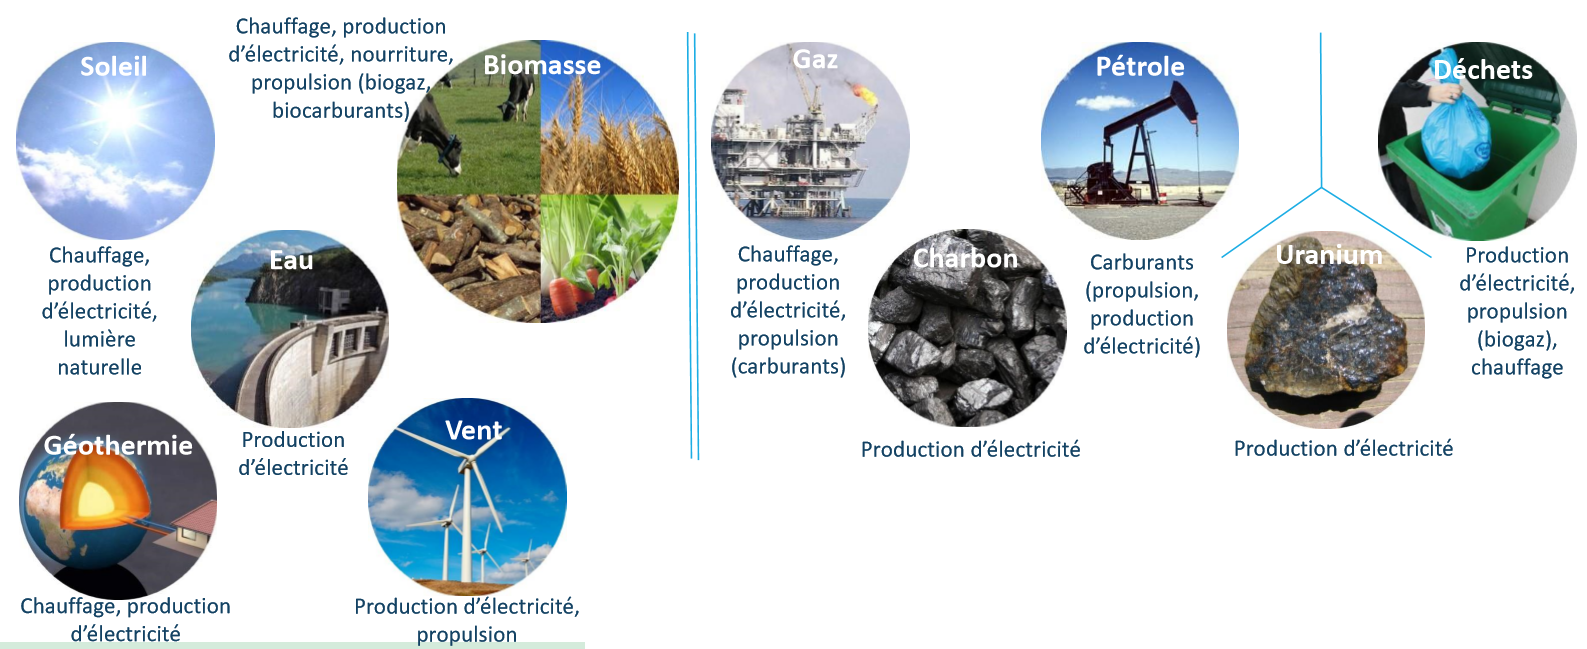 Soleil
Chauffage,
production
d’électricité,
lumière
naturelle
Chauffage, production
d’électricité, nourriture,
propulsion (biogaz,
biocarburants)
Biomasse
Eau
Production
d’électricité
Géothermie
Chauffage, production
d’électricité
Vent
Production d’électricité,
propulsion
Gaz
Chauffage,
production
d’électricité,
propulsion
(carburants)
Charbon
Production d’électricité
Pétrole
Carburants
(propulsion,
production
d’électricité)
Uranium
Production d’électricité
Déchets
Production
d’électricité,
propulsion
(biogaz),
chauffage